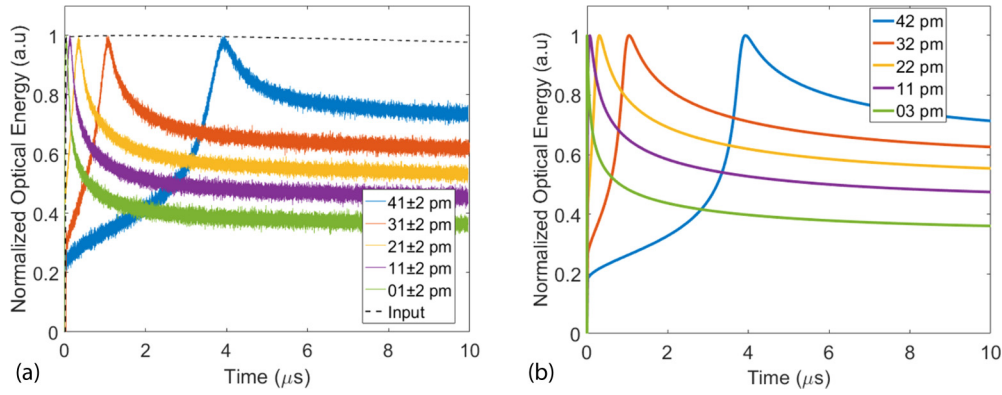 Normalized Optical Energy (a.u)
1
0.8
0.6
0.4
0.2
0
41±2 pm
31±2 pm
21±2 pm
11±2 pm
01±2 pm
Input
0 2 4 6 8 10
Time (μs)
(a)
Normalized Optical Energy (a.u)
1
0.8
0.6
0.4
0.2
0
42 pm
32 pm
22 pm
11 pm
03 pm
0 2 4 6 8 10
Time (μs)
(b)